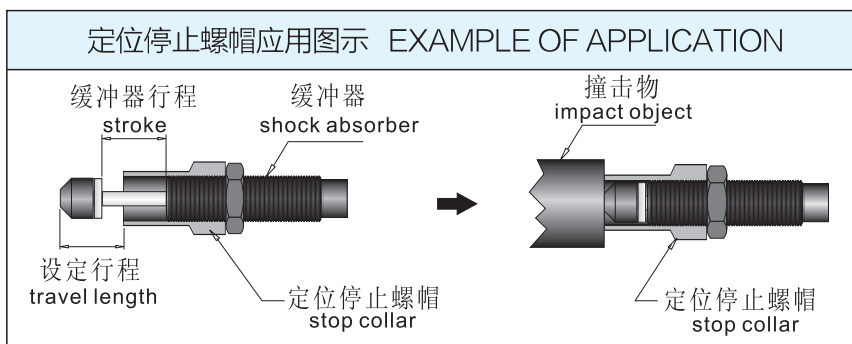 定位停止螺帽应用图示 EXAMPLE OF APPLICATION
缓冲器行程
stroke
缓冲器
shock absorber
设定行程
travel length
定位停止螺帽
stop collar
撞击物
impact object
定位停止螺帽
stop collar